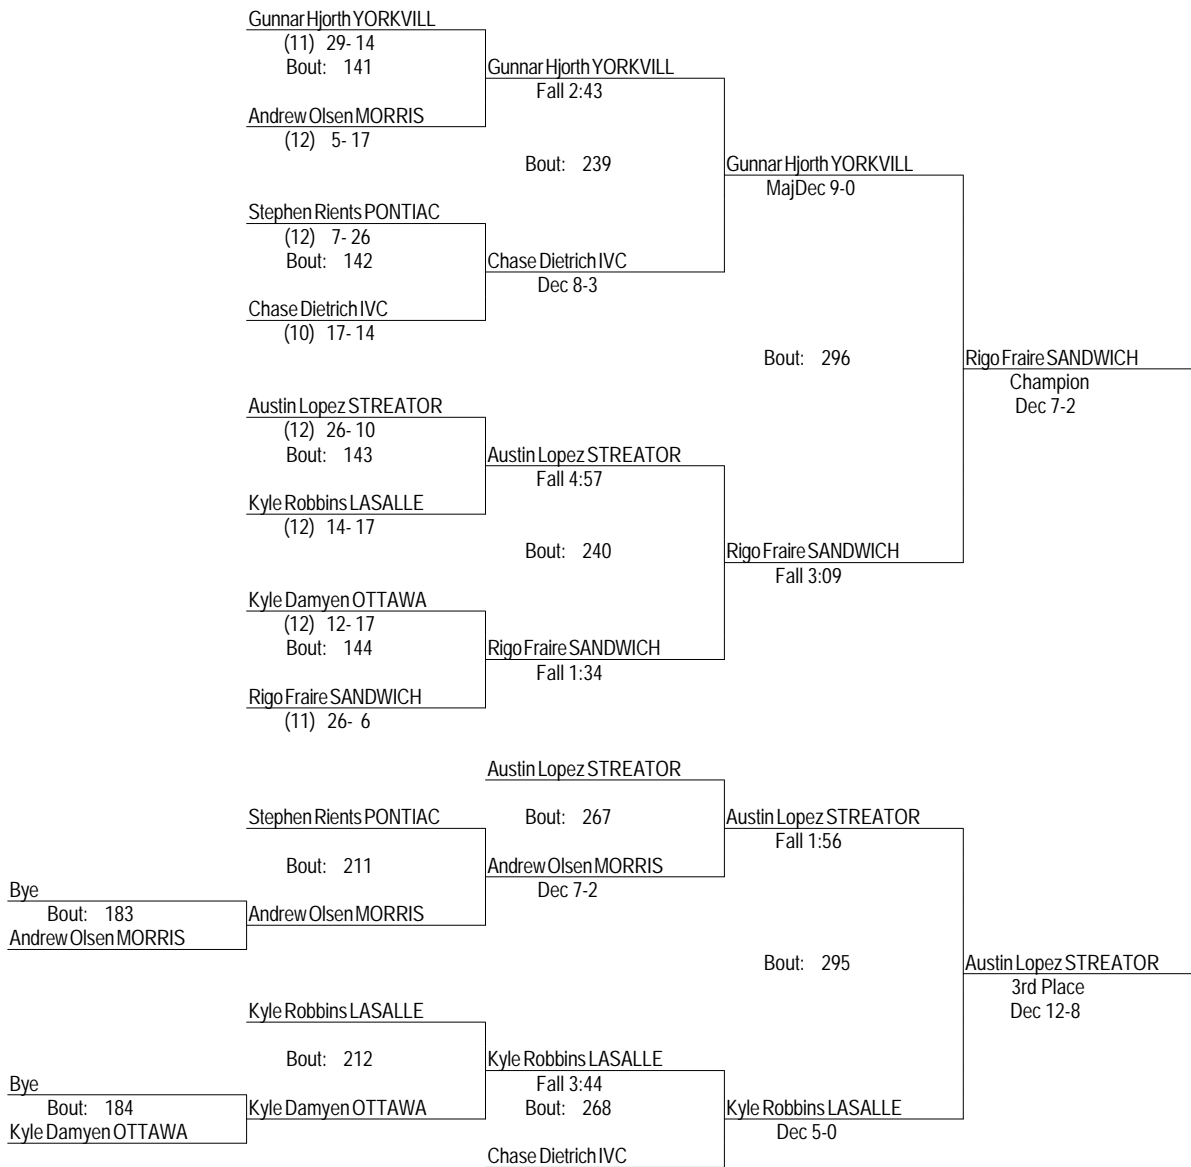 Gunnar Hjorth YORKVILL
(11) 29- 14
Bout: 141
Gunnar Hjorth YORKVILL
Fall 2:43
Andrew Olsen MORRIS
(12) 5- 17
Bout: 239
Gunnar Hjorth YORKVILL
MajDec 9-0
Stephen Rients PONTIAC
(12) 7- 26
Bout: 142
Chase Dietrich IVC
Dec 8-3
Chase Dietrich IVC
(10) 17- 14
Bout: 296
Rigo Fraire SANDWICH
Champion
Dec 7-2
Austin Lopez STREATOR
(12) 26- 10
Bout: 143
Austin Lopez STREATOR
Fall 4:57
Kyle Robbins LASALLE
(12) 14- 17
Bout: 240
Rigo Fraire SANDWICH
Fall 3:09
Kyle Damyen OTTAWA
(12) 12- 17
Bout: 144
Rigo Fraire SANDWICH
Fall 1:34
Rigo Fraire SANDWICH
(11) 26- 6
Austin Lopez STREATOR
Stephen Rients PONTIAC
Bout: 267
Austin Lopez STREATOR
Fall 1:56
Bout: 211
Andrew Olsen MORRIS
Dec 7-2
Bye
Bout: 183
Andrew Olsen MORRIS
Andrew Olsen MORRIS
Bout: 295
Austin Lopez STREATOR
3rd Place
Dec 12-8
Kyle Robbins LASALLE
Bout: 212
Kyle Robbins LASALLE
Fall 3:44
Bye
Bout: 184
Kyle Damyen OTTAWA
Bout: 268
Kyle Robbins LASALLE
Dec 5-0
Kyle Damyen OTTAWA
Chase Dietrich IVC